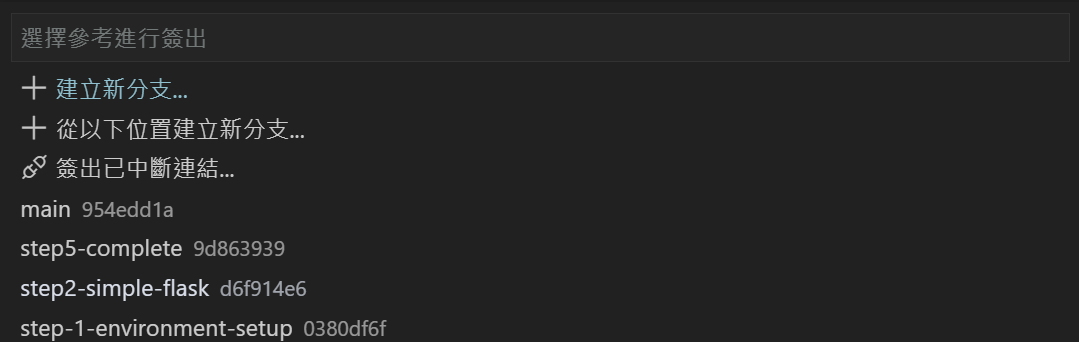 選擇參考進行簽出
建立新分支...
從以下位置建立新分支...
簽出已中斷連結...
main 954edd1a
step5-complete 9d863939
step2-simple-flask d6f914e6
step-1-environment-setup 0380df6f